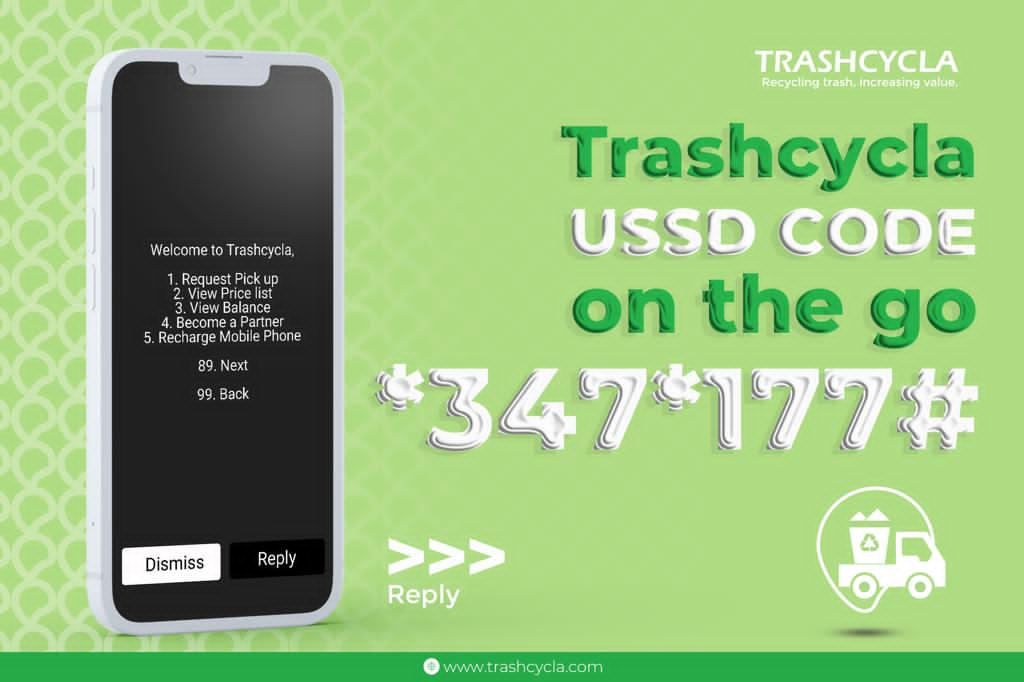 TRASHCYCLA
Recycling trash, increasing value.
Trashcycla
USSD CODE
on the go
*347*177#
Welcome to Trashcycla,
1. Request Pick up
2. View Price list
3. View Balance
4. Become a Partner
5. Recharge Mobile Phone
89. Next
99. Back
Dismiss
Reply
>>>
Reply
www.trashcycla.com